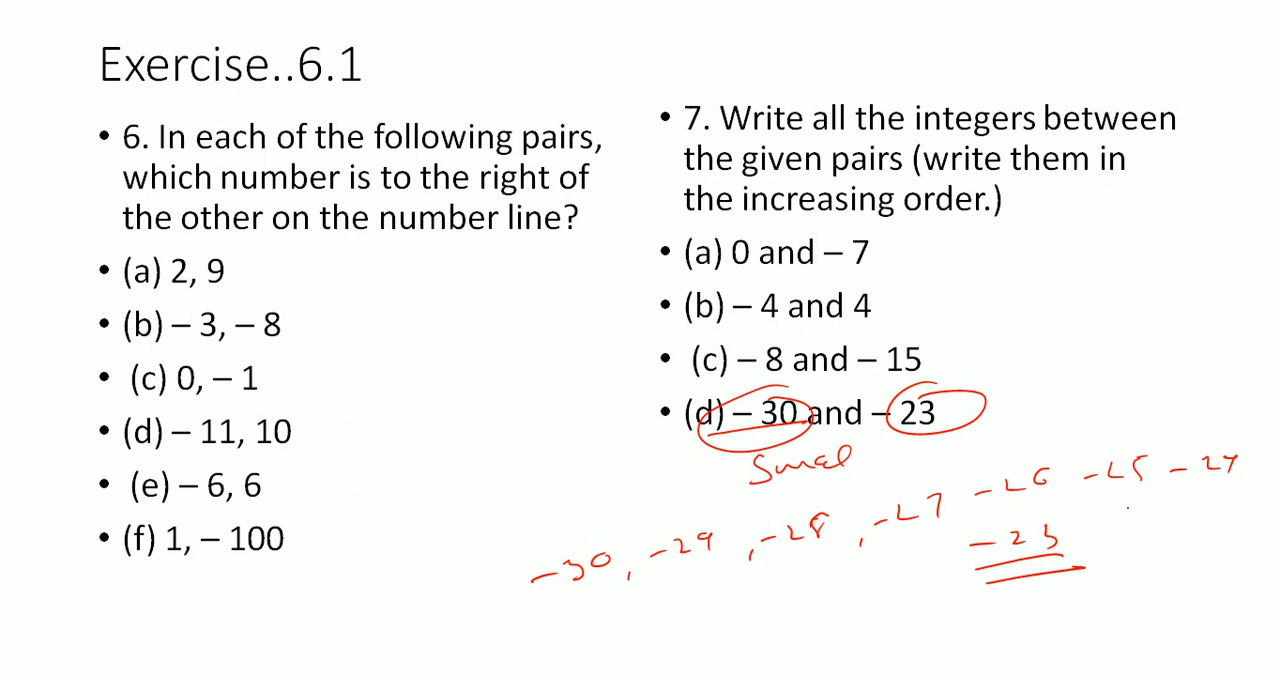 Exercise..6.1
• 6. In each of the following pairs,
which number is to the right of
the other on the number line?
• (a) 2, 9
• (b) – 3, – 8
• (c) 0, – 1
• (d) – 11, 10
• (e) – 6, 6
• (f) 1, – 100
• 7. Write all the integers between
the given pairs (write them in
the increasing order.)
• (a) 0 and – 7
• (b) – 4 and 4
• (c) – 8 and – 15
• (d) – 30 and – 23
Smal
-30, -29, -28, -27 -26 -25 -24
-23